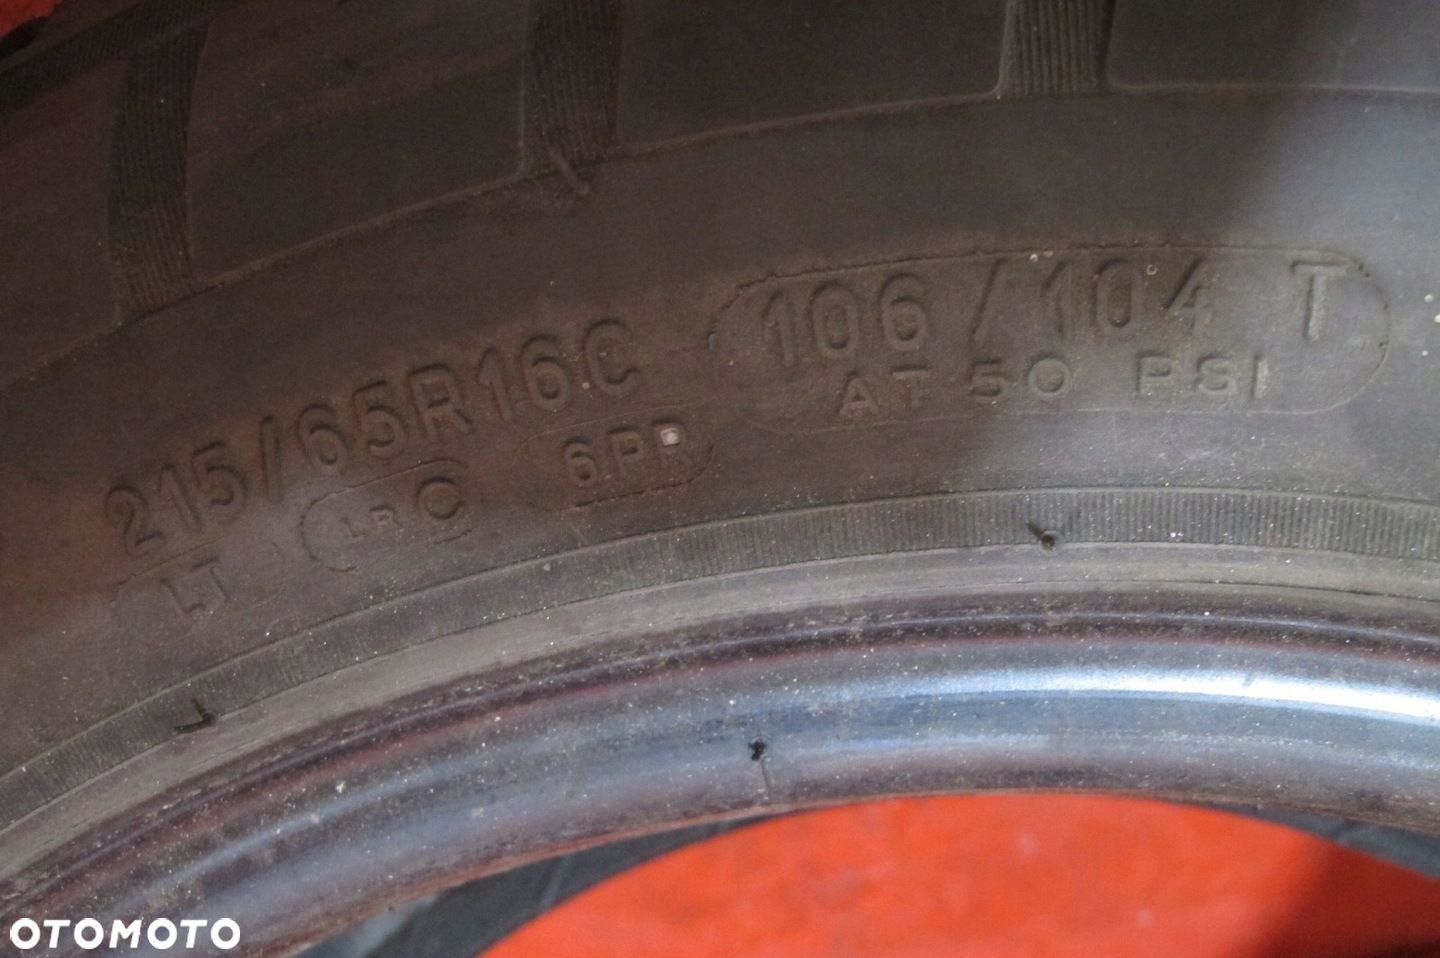 215/65R16C
106/104 T
AT 50 PSI
LT
LR C
6PR
OTOMOTO